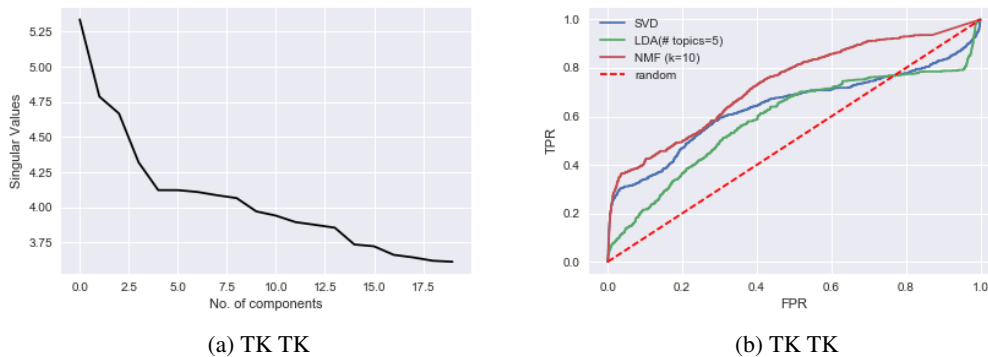 5.25
5.00
4.75
4.50
4.25
4.00
3.75
Singular Values
0.0 2.5 5.0 7.5 10.0 12.5 15.0 17.5
No. of components
(a) TK TK
1.0
0.8
0.6
0.4
0.2
0.0
TPR
SVD
LDA(# topics=5)
NMF (k=10)
random
0.0 0.2 0.4 0.6 0.8 1.0
FPR
(b) TK TK